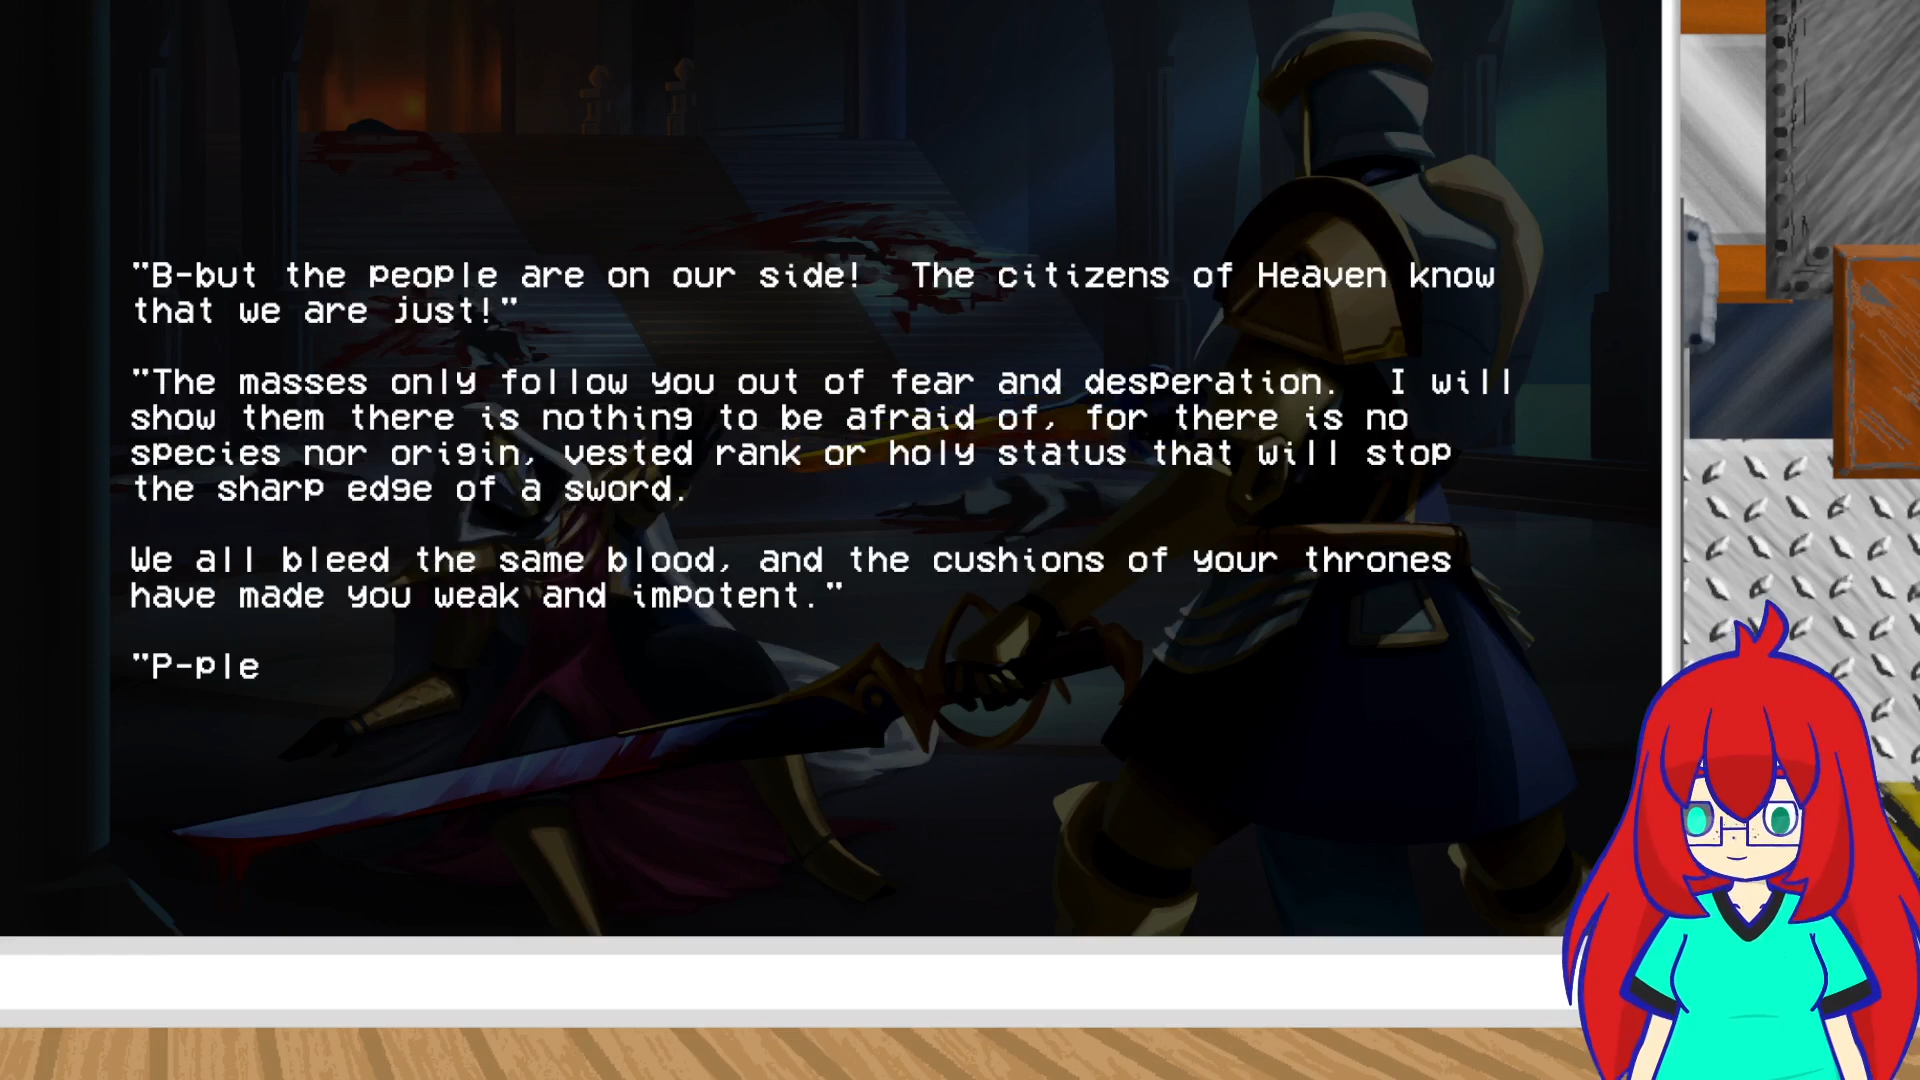 "B-but the people are on our side!  The citizens of Heaven know
that we are just!"
"The masses only follow you out of fear and desperation.  I will
show them there is nothing to be afraid of, for there is no
species nor origin, vested rank or holy status that will stop
the sharp edge of a sword.
We all bleed the same blood, and the cushions of your thrones
have made you weak and impotent."
"P-ple